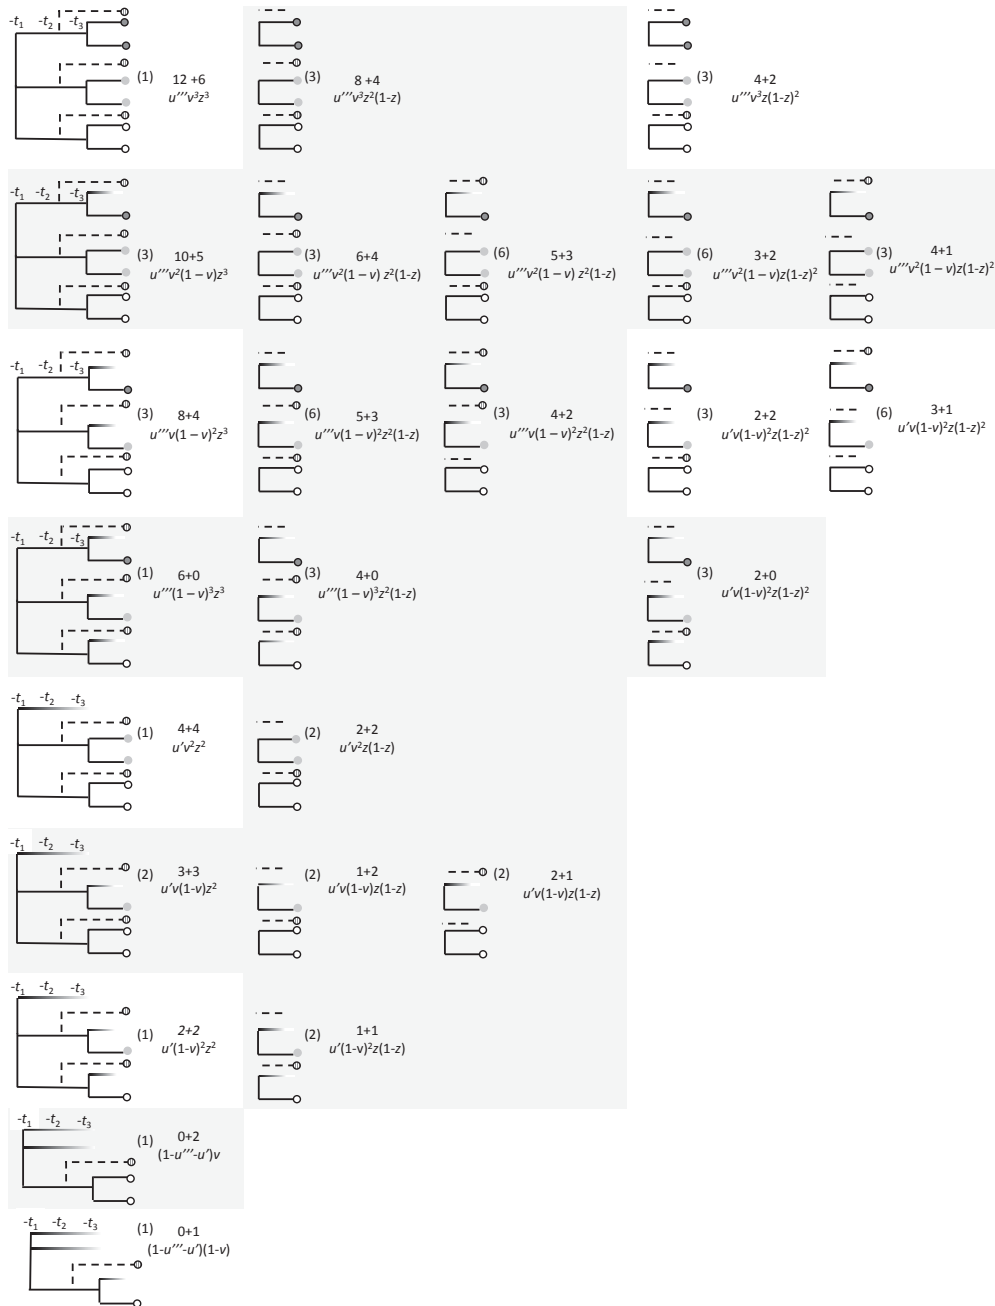 -t1 -t2 -t3
(1) 12 +6
u'''v³z³
(3) 8 +4
u'''v³z²(1-z)
(3) 4+2
u'''v³z(1-z)²
-t1 -t2 -t3
(3) 10+5
u'''v²(1 – v)z³
(3) 6+4
u'''v²(1 – v) z²(1-z)
(6) 5+3
u'''v²(1 – v) z²(1-z)
(6) 3+2
u'''v²(1 – v)z(1-z)²
(3) 4+1
u'''v²(1 – v)z(1-z)²
-t1 -t2 -t3
(3) 8+4
u'''v(1 – v)²z³
(6) 5+3
u'''v(1 – v)²z²(1-z)
(3) 4+2
u'''v(1 – v)²z²(1-z)
(3) 2+2
u'v(1-v)²z(1-z)²
(6) 3+1
u'v(1-v)²z(1-z)²
-t1 -t2 -t3
(1) 6+0
u'''(1 – v)³z³
(3) 4+0
u'''(1 – v)³z²(1-z)
(3) 2+0
u'v(1-v)²z(1-z)²
-t1 -t2 -t3
(1) 4+4
u'v²z²
(2) 2+2
u'v²z(1-z)
-t1 -t2 -t3
(2) 3+3
u'v(1-v)z²
(2) 1+2
u'v(1-v)z(1-z)
(2) 2+1
u'v(1-v)z(1-z)
-t1 -t2 -t3
(1) 2+2
u'(1-v)²z²
(2) 1+1
u'(1-v)²z(1-z)
-t1 -t2 -t3
(1) 0+2
(1-u'''-u')v
-t1 -t2 -t3
(1) 0+1
(1-u'''-u')(1-v)